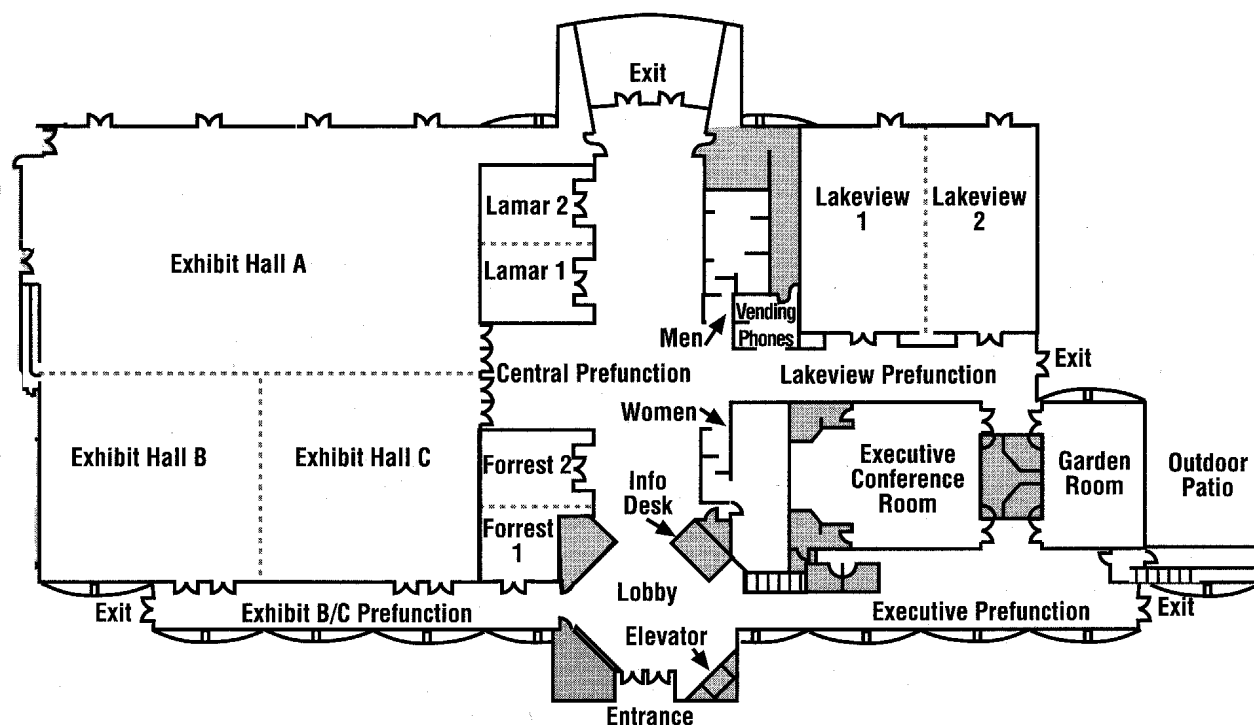 Exit
Lamar 2
Lakeview
1
Lakeview
2
Exhibit Hall A
Lamar 1
Vending
Phones
Men
Central Prefunction
Lakeview Prefunction
Exit
Women
Exhibit Hall B
Exhibit Hall C
Forrest 2
Info
Desk
Executive
Conference
Room
Garden
Room
Outdoor
Patio
Forrest
1
Lobby
Exit
Exhibit B/C Prefunction
Executive Prefunction
Exit
Elevator
Entrance